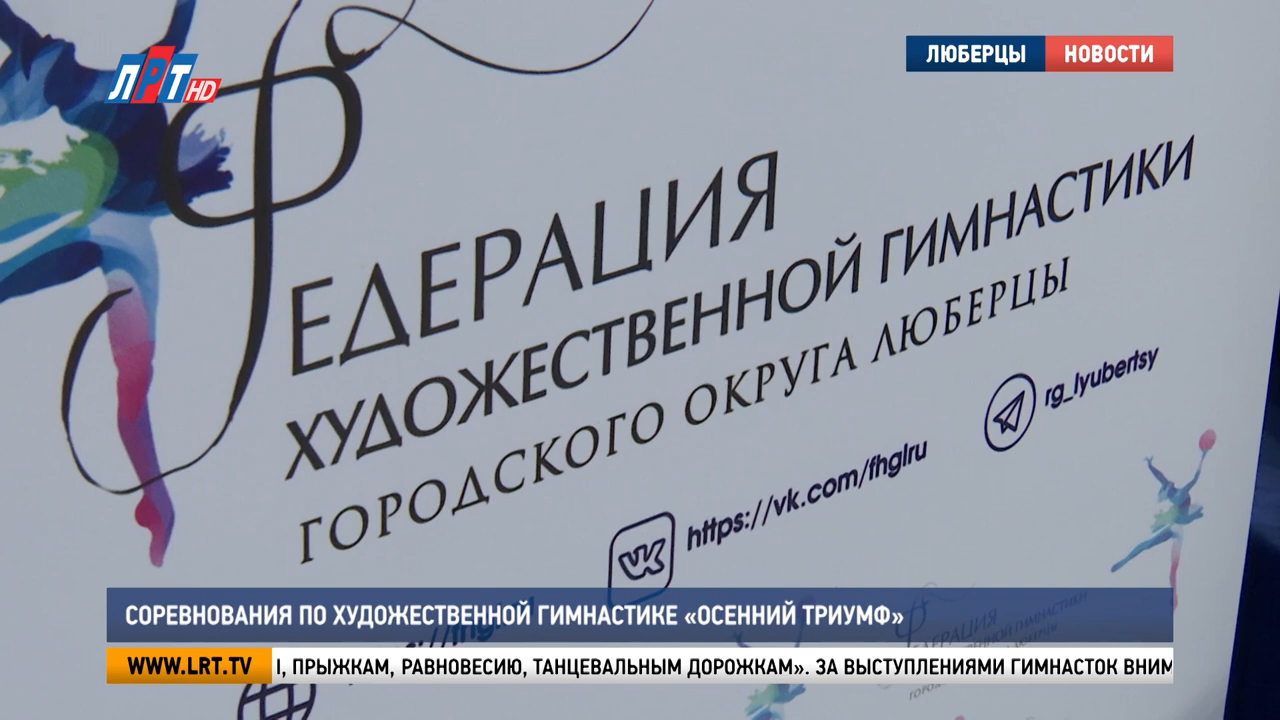 ЛРТ HD
ЛЮБЕРЦЫ НОВОСТИ
ФЕДЕРАЦИЯ
ХУДОЖЕСТВЕННОЙ ГИМНАСТИКИ
ГОРОДСКОГО ОКРУГА ЛЮБЕРЦЫ
rg_lyubertsy
https://vk.com/fhglru
СОРЕВНОВАНИЯ ПО ХУДОЖЕСТВЕННОЙ ГИМНАСТИКЕ «ОСЕННИЙ ТРИУМФ»
WWW.LRT.TV
, ПРЫЖКАМ, РАВНОВЕСИЮ, ТАНЦЕВАЛЬНЫМ ДОРОЖКАМ». ЗА ВЫСТУПЛЕНИЯМИ ГИМНАСТОК ВНИМ